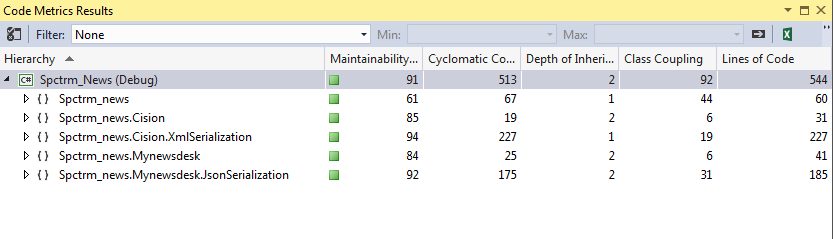 Code Metrics Results
Filter: None Min: Max:
Hierarchy Maintainability... Cyclomatic Co... Depth of Inheri... Class Coupling Lines of Code
C# Spctrm_News (Debug) 91 513 2 92 544
{ } Spctrm_news 61 67 1 44 60
{ } Spctrm_news.Cision 85 19 2 6 31
{ } Spctrm_news.Cision.XmlSerialization 94 227 1 19 227
{ } Spctrm_news.Mynewsdesk 84 25 2 6 41
{ } Spctrm_news.Mynewsdesk.JsonSerialization 92 175 2 31 185